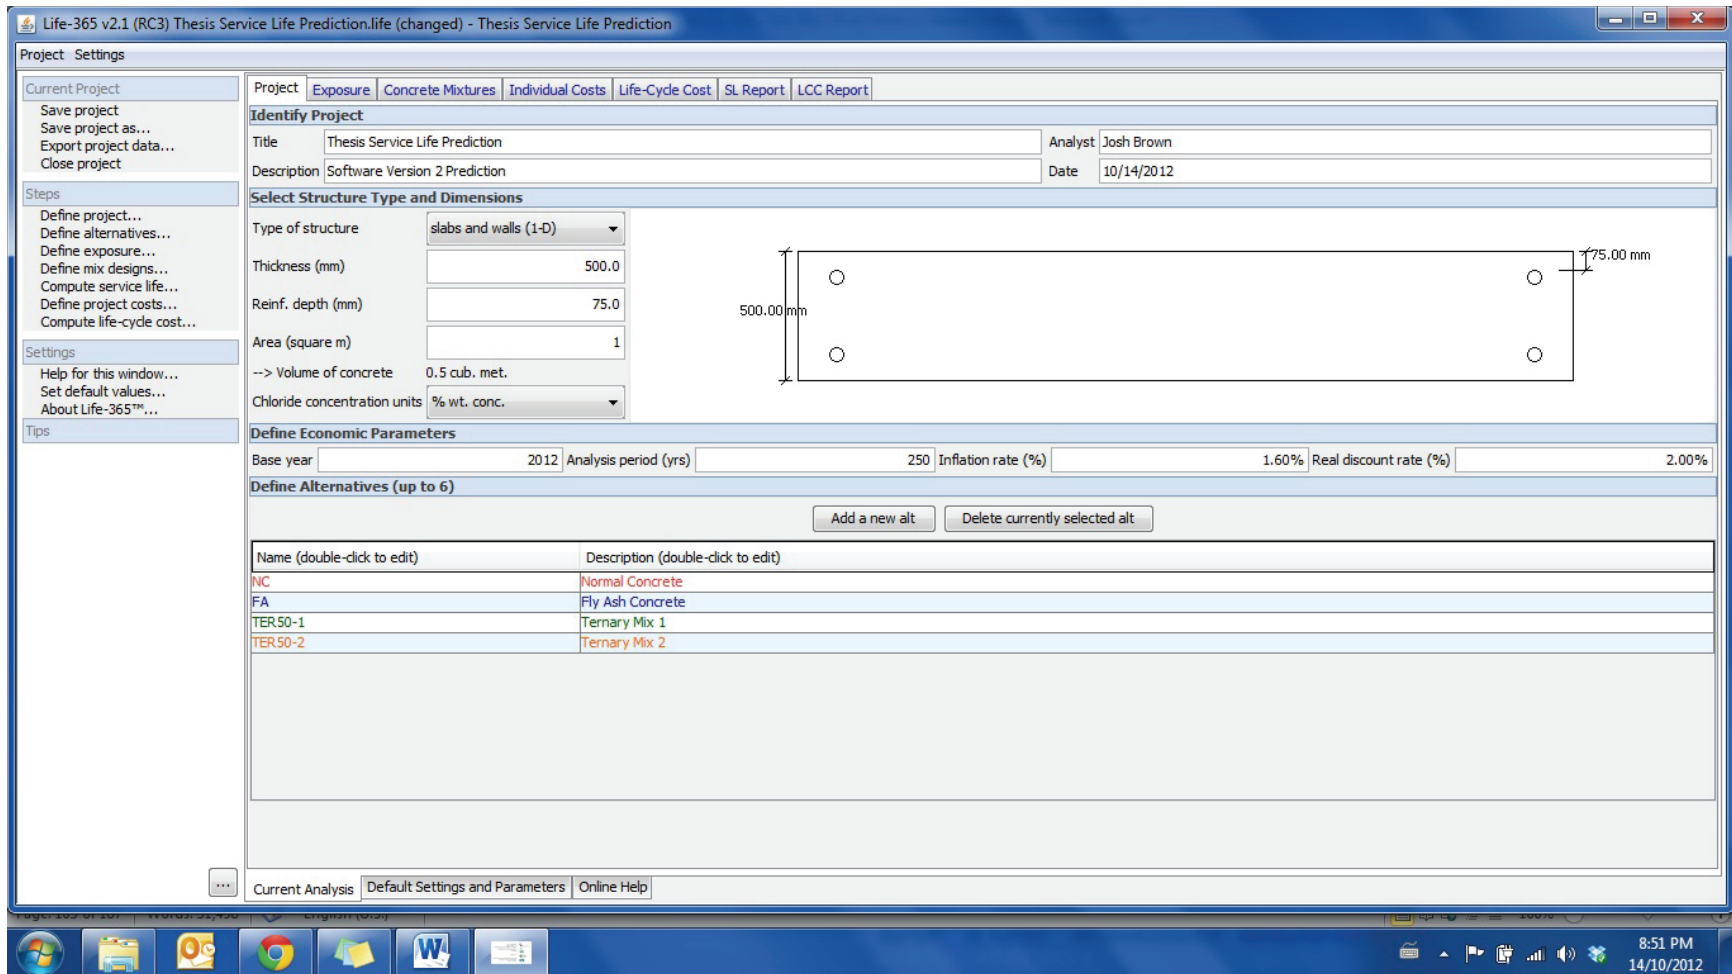 Life-365 v2.1 (RC3) Thesis Service Life Prediction.life (changed) - Thesis Service Life Prediction
Project Settings
Current Project
Save project
Save project as...
Export project data...
Close project
Steps
Define project...
Define alternatives...
Define exposure...
Define mix designs...
Compute service life...
Define project costs...
Compute life-cycle cost...
Settings
Help for this window...
Set default values...
About Life-365™...
Tips
...
Project Exposure Concrete Mixtures Individual Costs Life-Cycle Cost SL Report LCC Report
Identify Project
Title Thesis Service Life Prediction Analyst Josh Brown
Description Software Version 2 Prediction Date 10/14/2012
Select Structure Type and Dimensions
Type of structure slabs and walls (1-D)
Thickness (mm) 500.0
Reinf. depth (mm) 75.0
Area (square m) 1
--> Volume of concrete 0.5 cub. met.
Chloride concentration units % wt. conc.
75.00 mm
500.00 mm
Define Economic Parameters
Base year 2012 Analysis period (yrs) 250 Inflation rate (%) 1.60% Real discount rate (%) 2.00%
Define Alternatives (up to 6)
Add a new alt Delete currently selected alt
Name (double-click to edit) Description (double-click to edit)
NC Normal Concrete
FA Fly Ash Concrete
TER50-1 Ternary Mix 1
TER50-2 Ternary Mix 2
Current Analysis Default Settings and Parameters Online Help
8:51 PM
14/10/2012